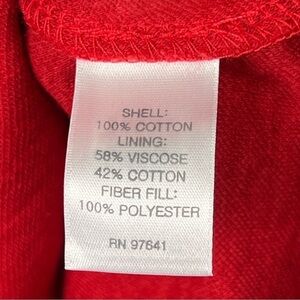 SHELL:
100% COTTON
LINING:
58% VISCOSE
42% COTTON
FIBER FILL:
100% POLYESTER
RN 97641